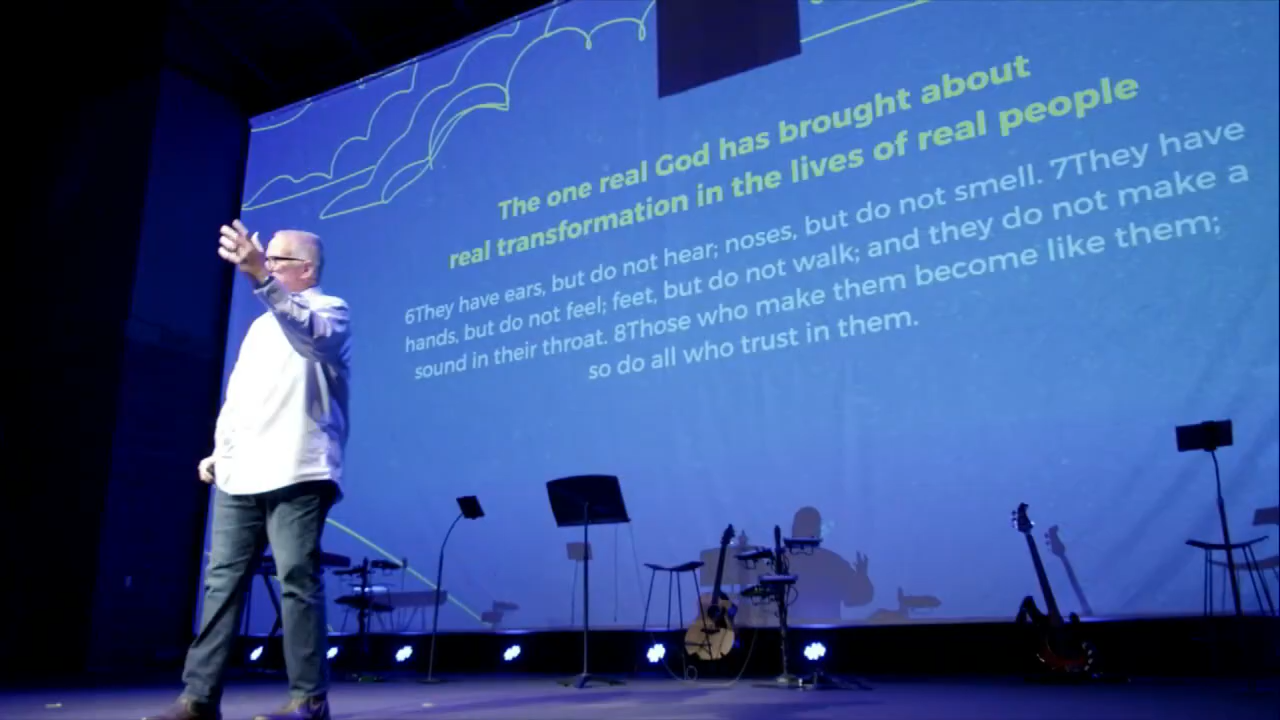 The one real God has brought about
real transformation in the lives of real people
6They have ears, but do not hear; noses, but do not smell. 7They have
hands, but do not feel; feet, but do not walk; and they do not make a
sound in their throat. 8Those who make them become like them;
so do all who trust in them.